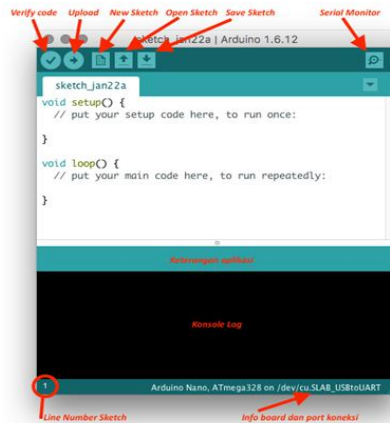 Verify code Upload New Sketch Open Sketch Save Sketch Serial Monitor
sketch_jan22a | Arduino 1.6.12
sketch_jan22a
void setup() {
// put your setup code here, to run once:
}
void loop() {
// put your main code here, to run repeatedly:
}
Keterangan aplikasi
Konsole Log
1 Arduino Nano, ATmega328 on /dev/cu.SLAB_USBtoUART
Line Number Sketch Info board dan port koneksi